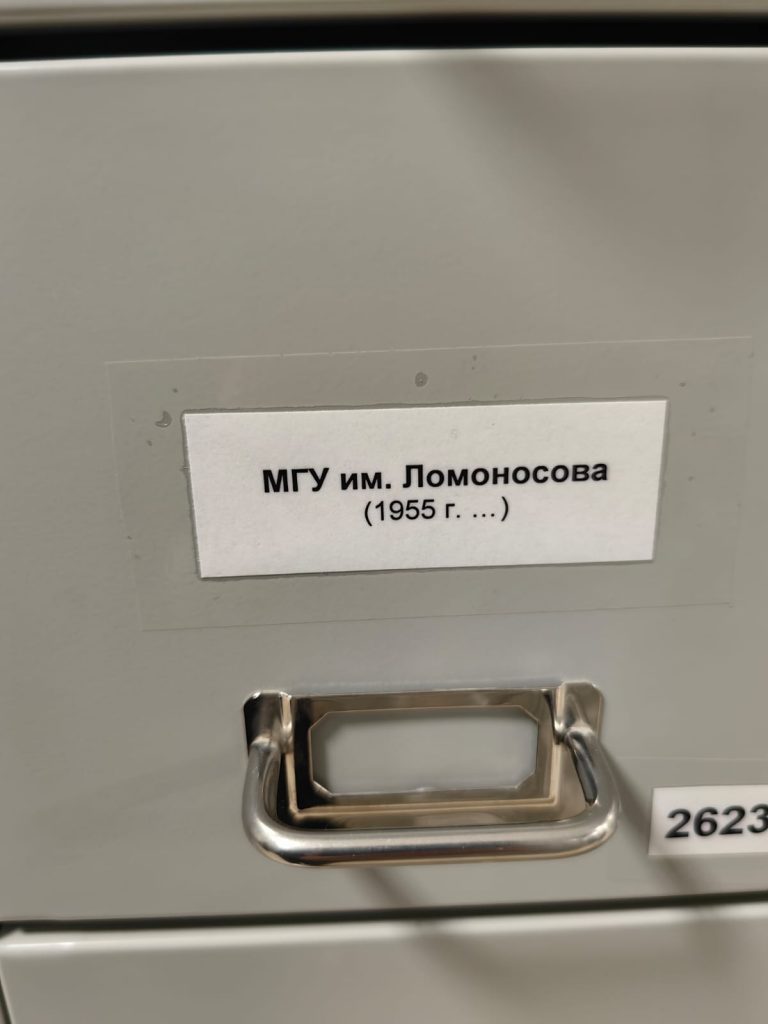 МГУ им. Ломоносова
(1955 г. ...)
2623